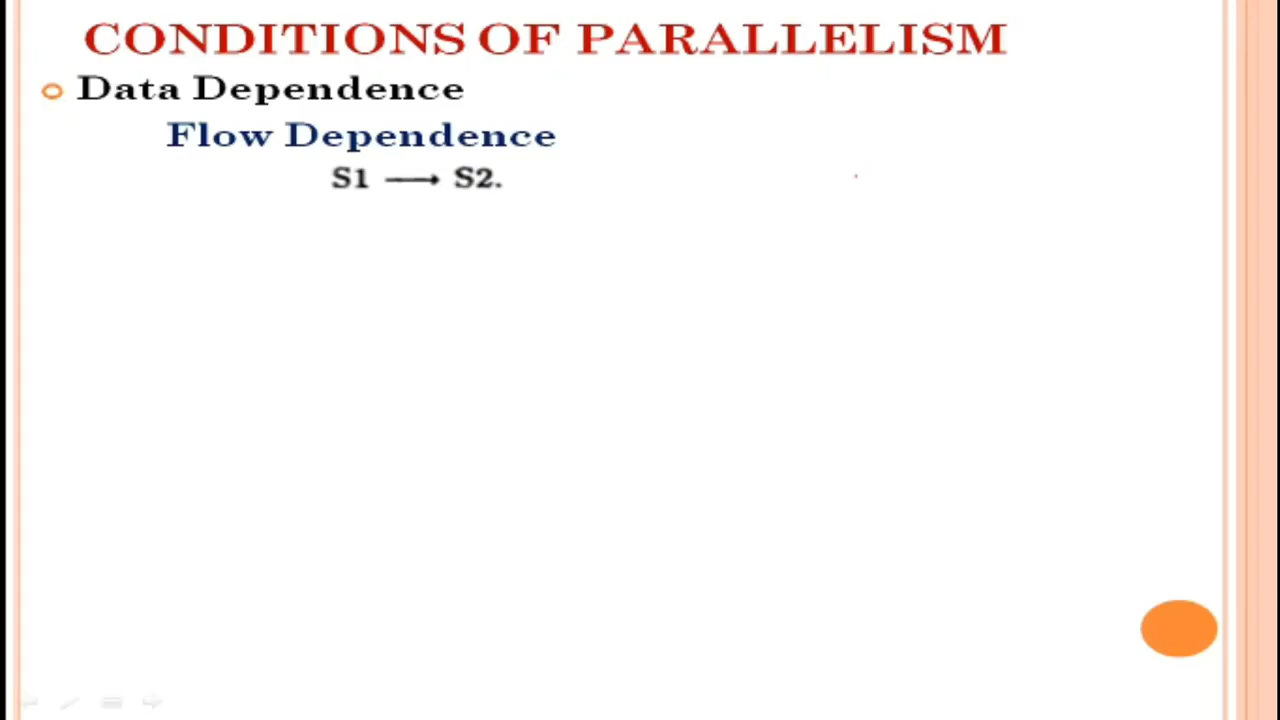 CONDITIONS OF PARALLELISM
Data Dependence
Flow Dependence
S1 ⟶ S2.